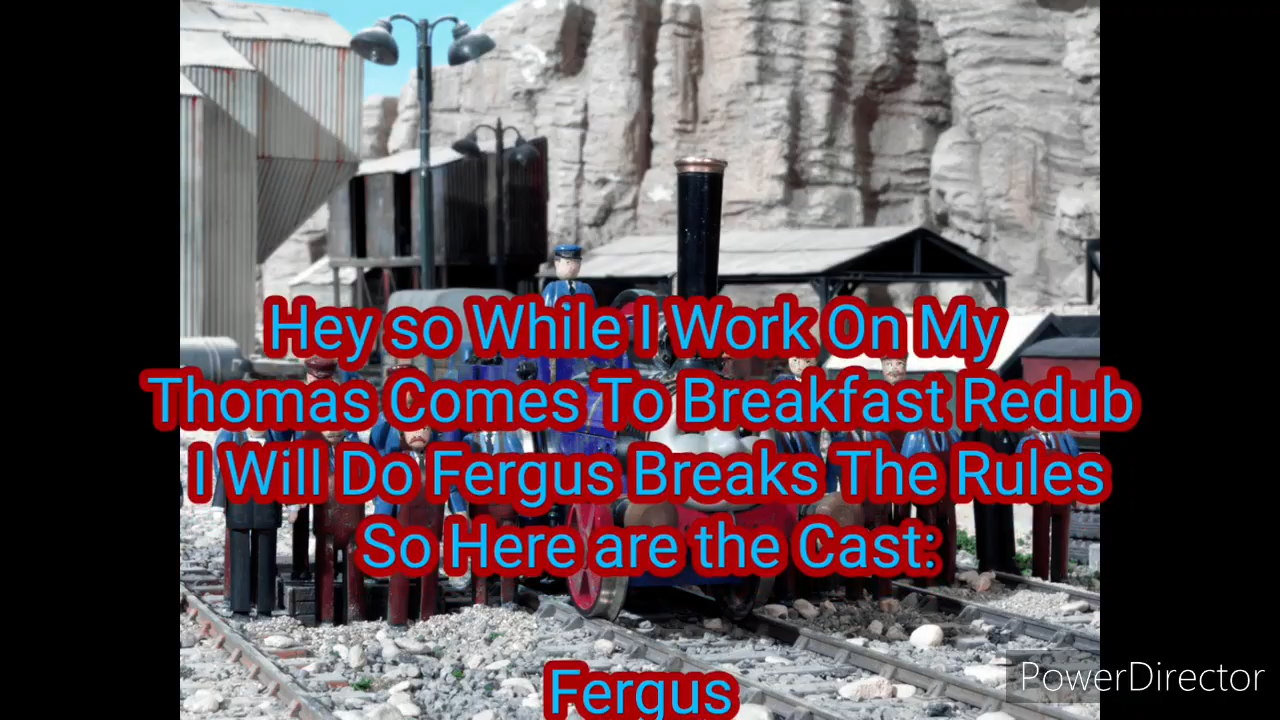 Hey so While I Work On My
Thomas Comes To Breakfast Redub
I Will Do Fergus Breaks The Rules
So Here are the Cast:
Fergus
PowerDirector